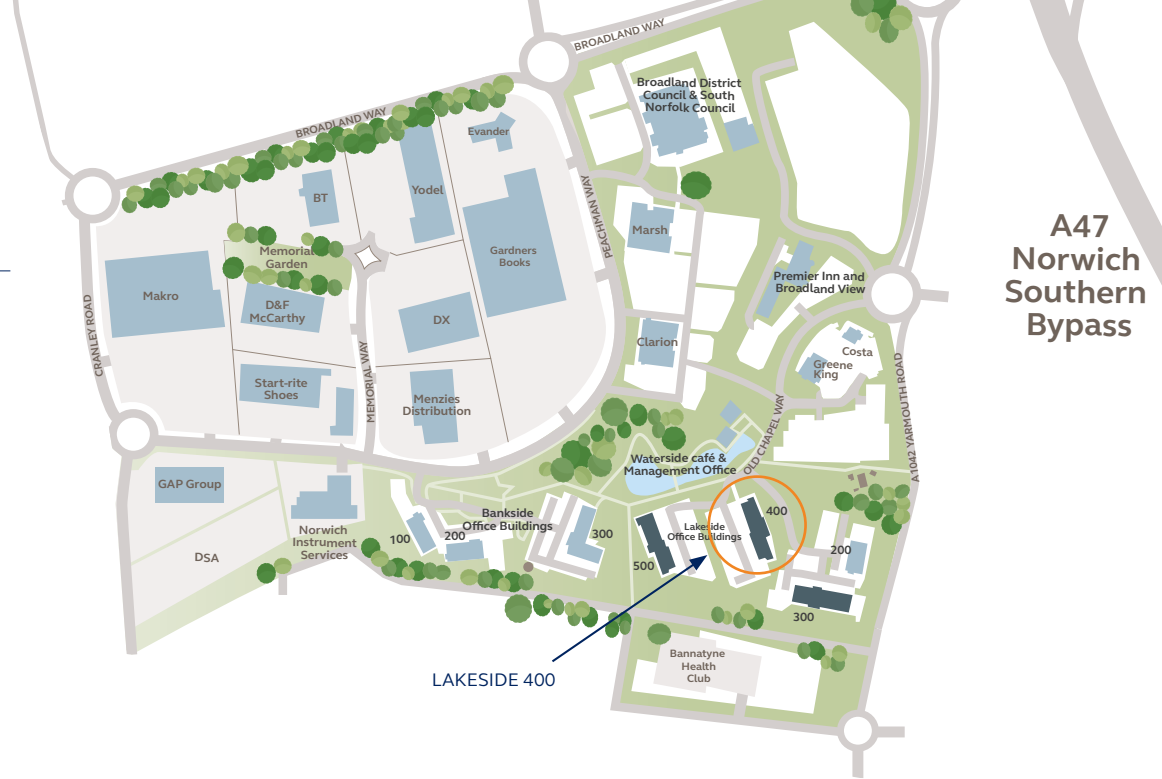 BROADLAND WAY
BROADLAND WAY
Broadland District
Council & South
Norfolk Council
Evander
BT
Yodel
PEACHMAN WAY
Marsh
A47
Norwich
Southern
Bypass
Memorial
Garden
Gardners
Books
Premier Inn and
Broadland View
Makro
D&F
McCarthy
DX
CRANLEY ROAD
MEMORIAL WAY
Clarion
Costa
Greene
King
A1042 YARMOUTH ROAD
Start-rite
Shoes
Menzies
Distribution
OLD CHAPEL WAY
Waterside café &
Management Office
GAP Group
Bankside
Office Buildings
100
200
300
Lakeside
Office Buildings
400
500
200
300
Norwich
Instrument
Services
DSA
Bannatyne
Health
Club
LAKESIDE 400